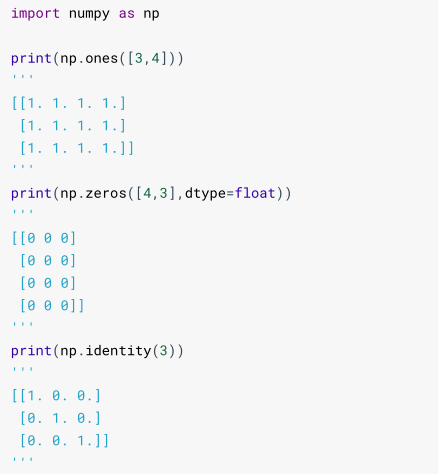 import numpy as np
print(np.ones([3,4]))
'''
[[1. 1. 1. 1.]
 [1. 1. 1. 1.]
 [1. 1. 1. 1.]]
'''
print(np.zeros([4,3],dtype=float))
'''
[[0 0 0]
 [0 0 0]
 [0 0 0]
 [0 0 0]]
'''
print(np.identity(3))
'''
[[1. 0. 0.]
 [0. 1. 0.]
 [0. 0. 1.]]
'''